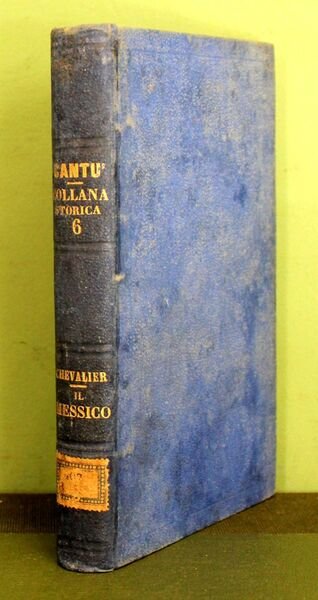 CANTU'
COLLANA
STORICA
6
CHEVALIER
IL
MESSICO